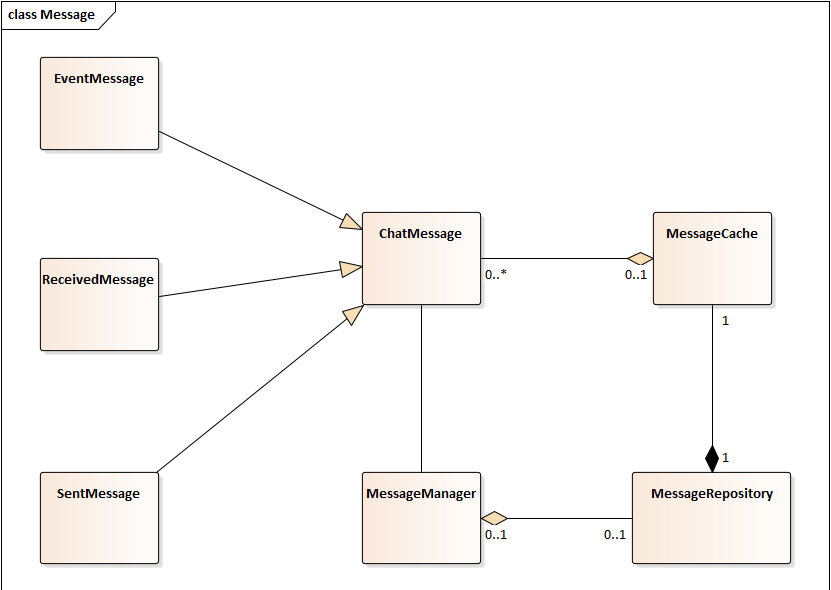 class Message
EventMessage
ChatMessage
MessageCache
ReceivedMessage
0..*
0..1
1
1
SentMessage
MessageManager
MessageRepository
0..1
0..1